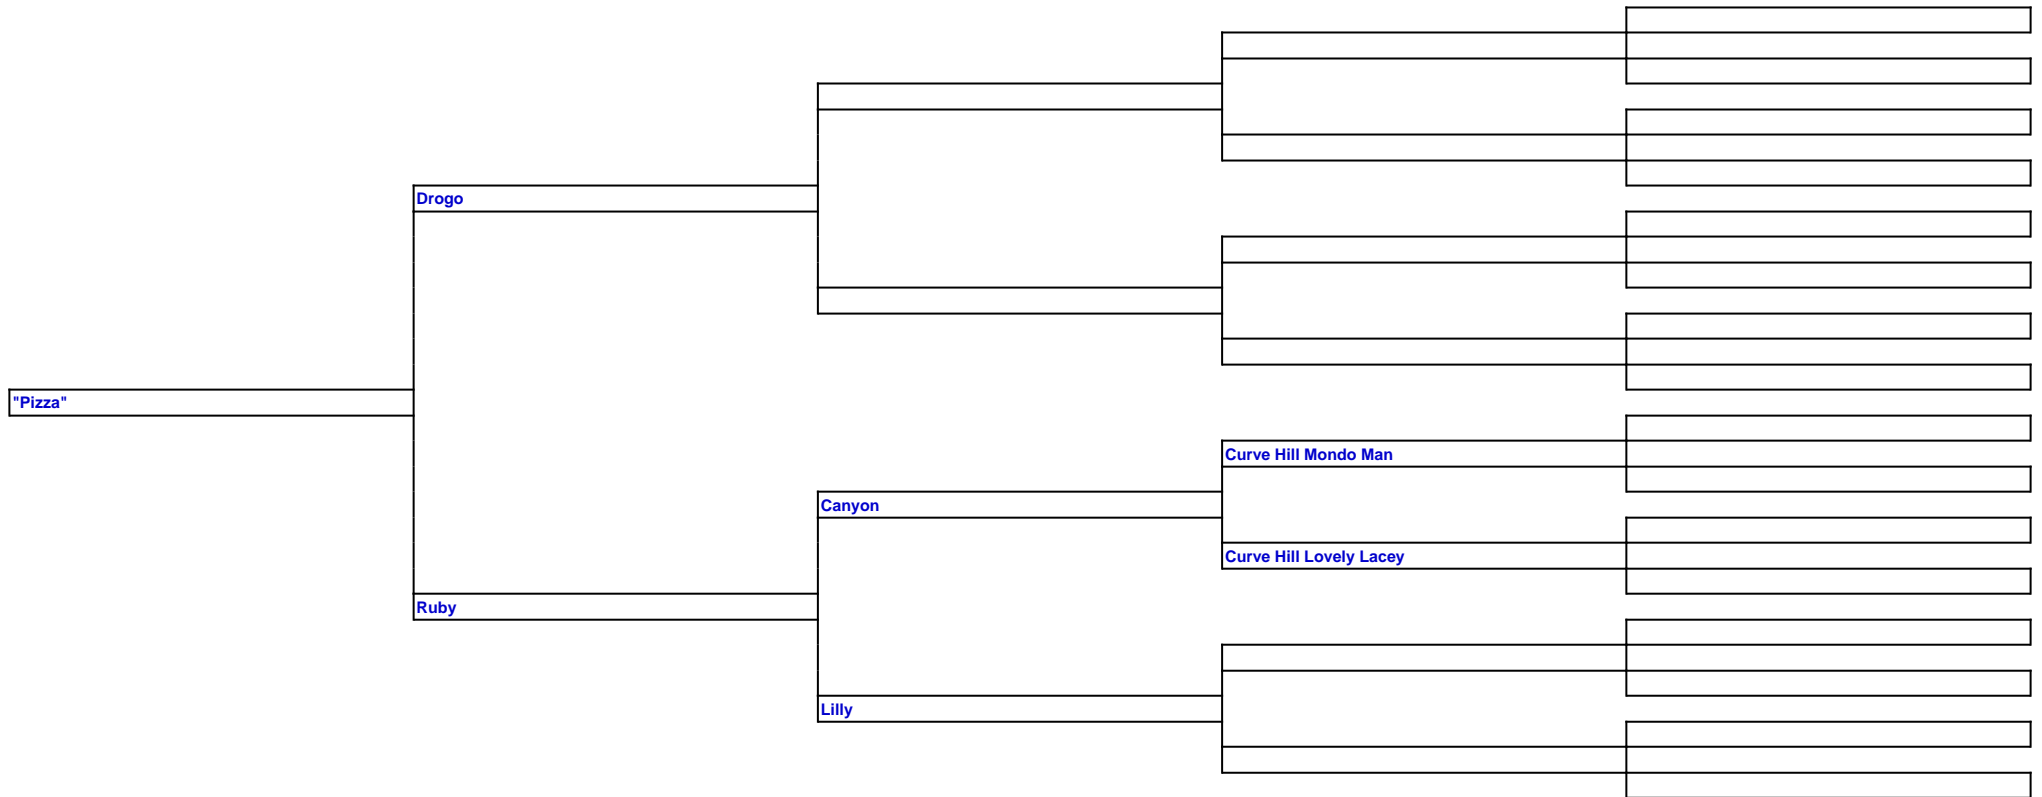 Drogo
"Pizza"
Curve Hill Mondo Man
Canyon
Curve Hill Lovely Lacey
Ruby
Lilly